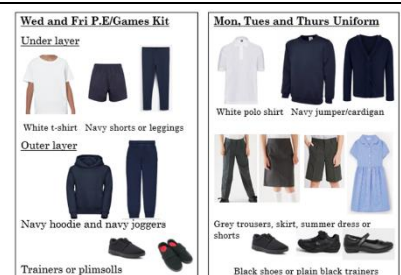 Wed and Fri P.E/Games Kit
Under layer
White t-shirt Navy shorts or leggings
Outer layer
Navy hoodie and navy joggers
Trainers or plimsolls
Mon, Tues and Thurs Uniform
White polo shirt Navy jumper/cardigan
Grey trousers, skirt, summer dress or
shorts
Black shoes or plain black trainers